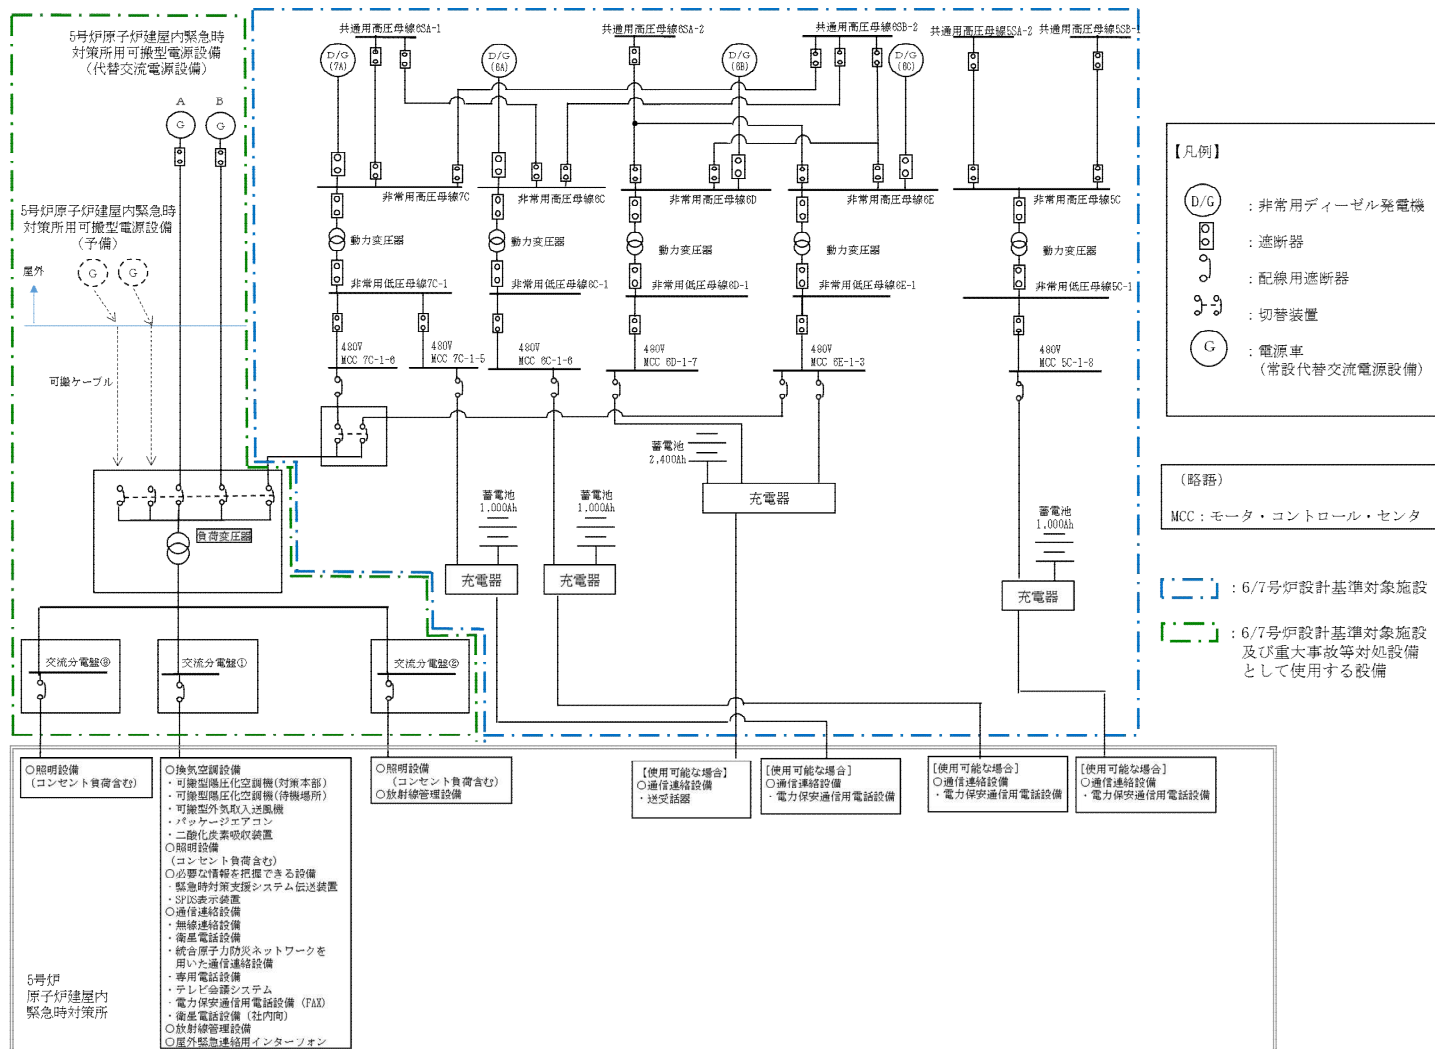 5号炉原子炉建屋内緊急時
対策所用可搬型電源設備
(代替交流電源設備)
A
B
G
G
5号炉原子炉建屋内緊急時
対策所用可搬型電源設備
(予備)
G
G
屋外
可搬ケーブル
負荷変圧器
交流分電盤⑨
交流分電盤①
交流分電盤⑧
共通用高圧母線6SA-1
共通用高圧母線6SA-2
共通用高圧母線6SB-2
共通用高圧母線5SA-2
共通用高圧母線5SB-1
D/G
(7A)
D/G
(6A)
D/G
(6B)
D/G
(6C)
非常用高圧母線7C
非常用高圧母線6C
非常用高圧母線6D
非常用高圧母線6E
非常用高圧母線5C
動力変圧器
動力変圧器
動力変圧器
動力変圧器
動力変圧器
非常用低圧母線7C-1
非常用低圧母線6C-1
非常用低圧母線6D-1
非常用低圧母線6E-1
非常用低圧母線5C-1
480V
MCC 7C-1-6
480V
MCC 7C-1-5
480V
MCC 6C-1-6
480V
MCC 6D-1-7
480V
MCC 6E-1-3
480V
MCC 5C-1-8
蓄電池
2,400Ah
充電器
蓄電池
1,000Ah
充電器
蓄電池
1,000Ah
充電器
蓄電池
1,000Ah
充電器
【凡例】
D/G
:非常用ディーゼル発電機
:遮断器
:配線用遮断器
:切替装置
G
:電源車
(常設代替交流電源設備)
(略語)
MCC:モータ・コントロール・センタ
:6/7号炉設計基準対象施設
:6/7号炉設計基準対象施設
及び重大事故等対処設備
として使用する設備
○照明設備
(コンセント負荷含む)
○換気空調設備
・可搬型陽圧化空調機(対策本部)
・可搬型陽圧化空調機(待機場所)
・可搬型外気取入送風機
・パッケージエアコン
・二酸化炭素吸収装置
○照明設備
(コンセント負荷含む)
○必要な情報を把握できる設備
・緊急時対策支援システム伝送装置
・SPDS表示装置
○通信連絡設備
・無線連絡設備
・衛星電話設備
・統合原子力防災ネットワークを
用いた通信連絡設備
・専用電話設備
・テレビ会議システム
・電力保安通信用電話設備(FAX)
・衛星電話設備(社内向)
○放射線管理設備
○屋外緊急連絡用インターフォン
○照明設備
(コンセント負荷含む)
○放射線管理設備
【使用可能な場合】
○通信連絡設備
・送受話器
[使用可能な場合]
○通信連絡設備
・電力保安通信用電話設備
[使用可能な場合]
○通信連絡設備
・電力保安通信用電話設備
[使用可能な場合]
○通信連絡設備
・電力保安通信用電話設備
5号炉
原子炉建屋内
緊急時対策所